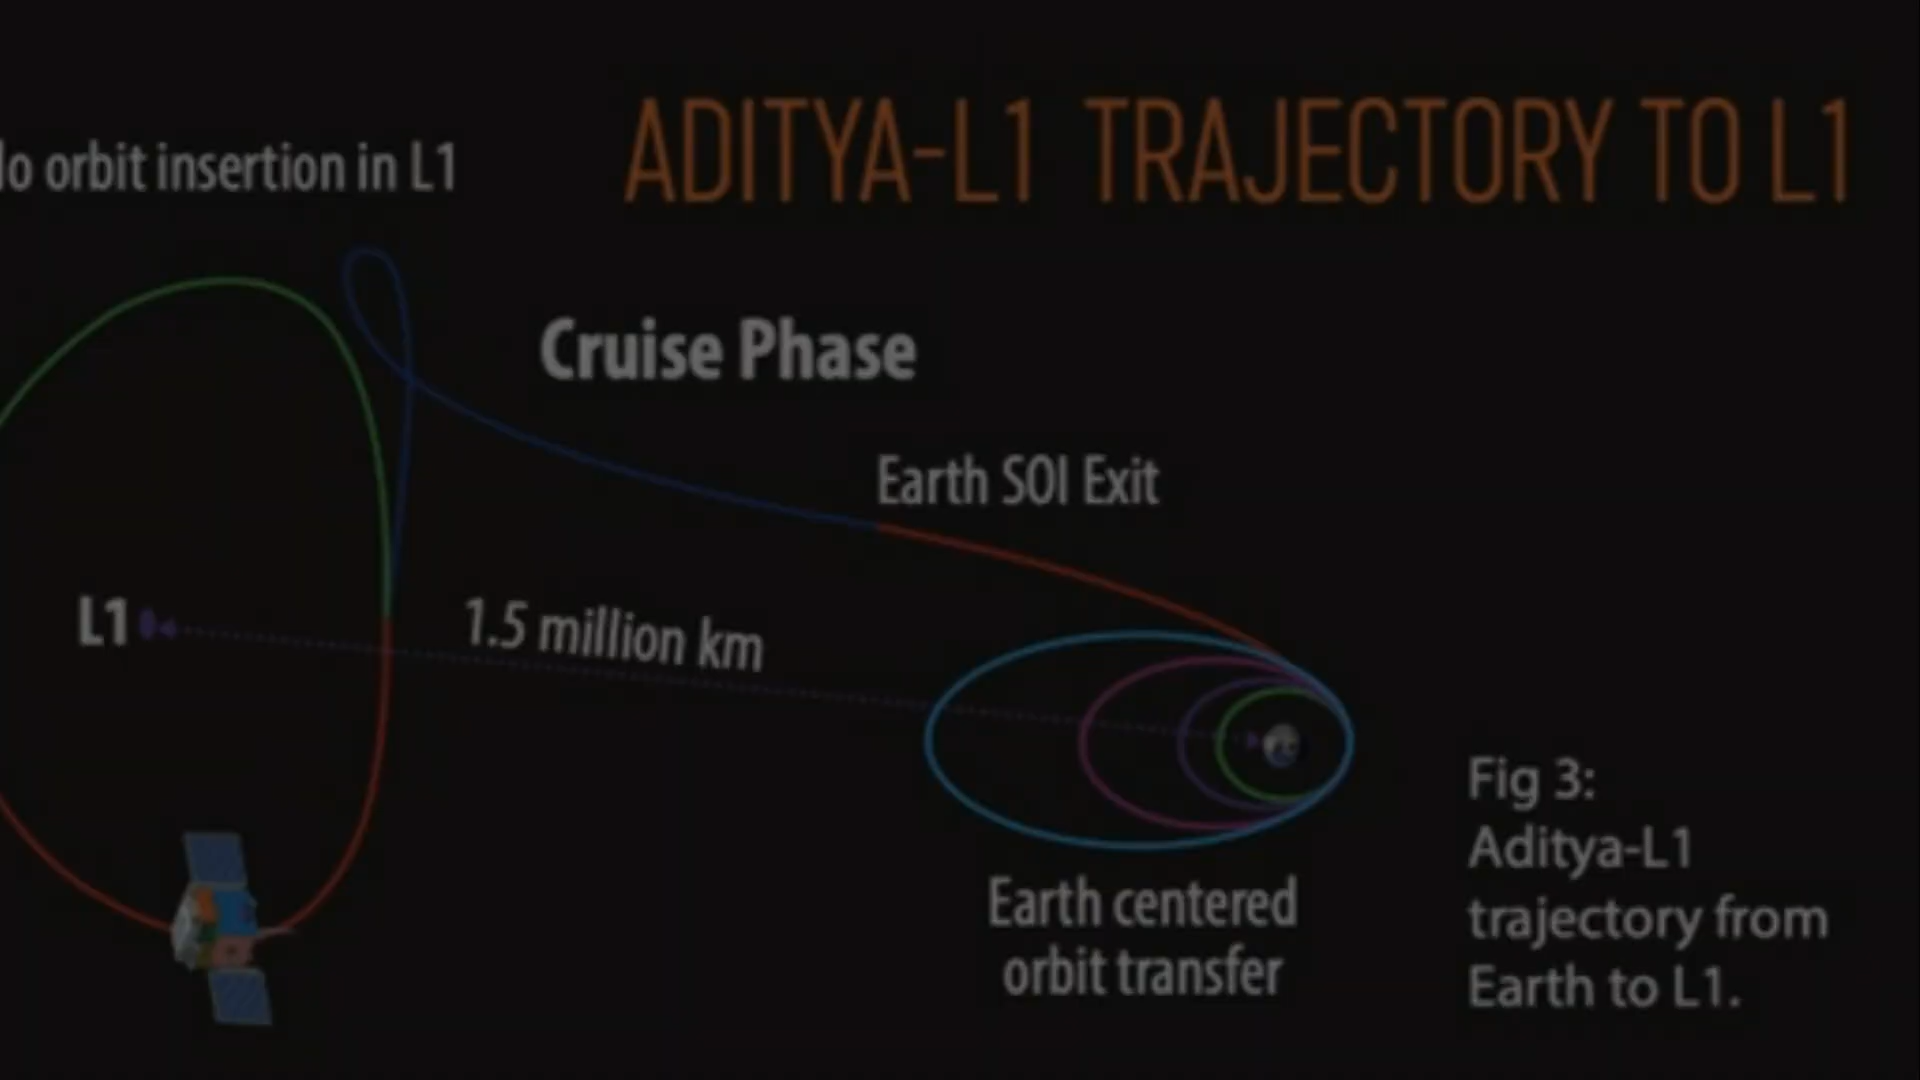 ADITYA-L1 TRAJECTORY TO L1
lo orbit insertion in L1
Cruise Phase
Earth SOI Exit
L1
1.5 million km
Earth centered
orbit transfer
Fig 3:
Aditya-L1
trajectory from
Earth to L1.